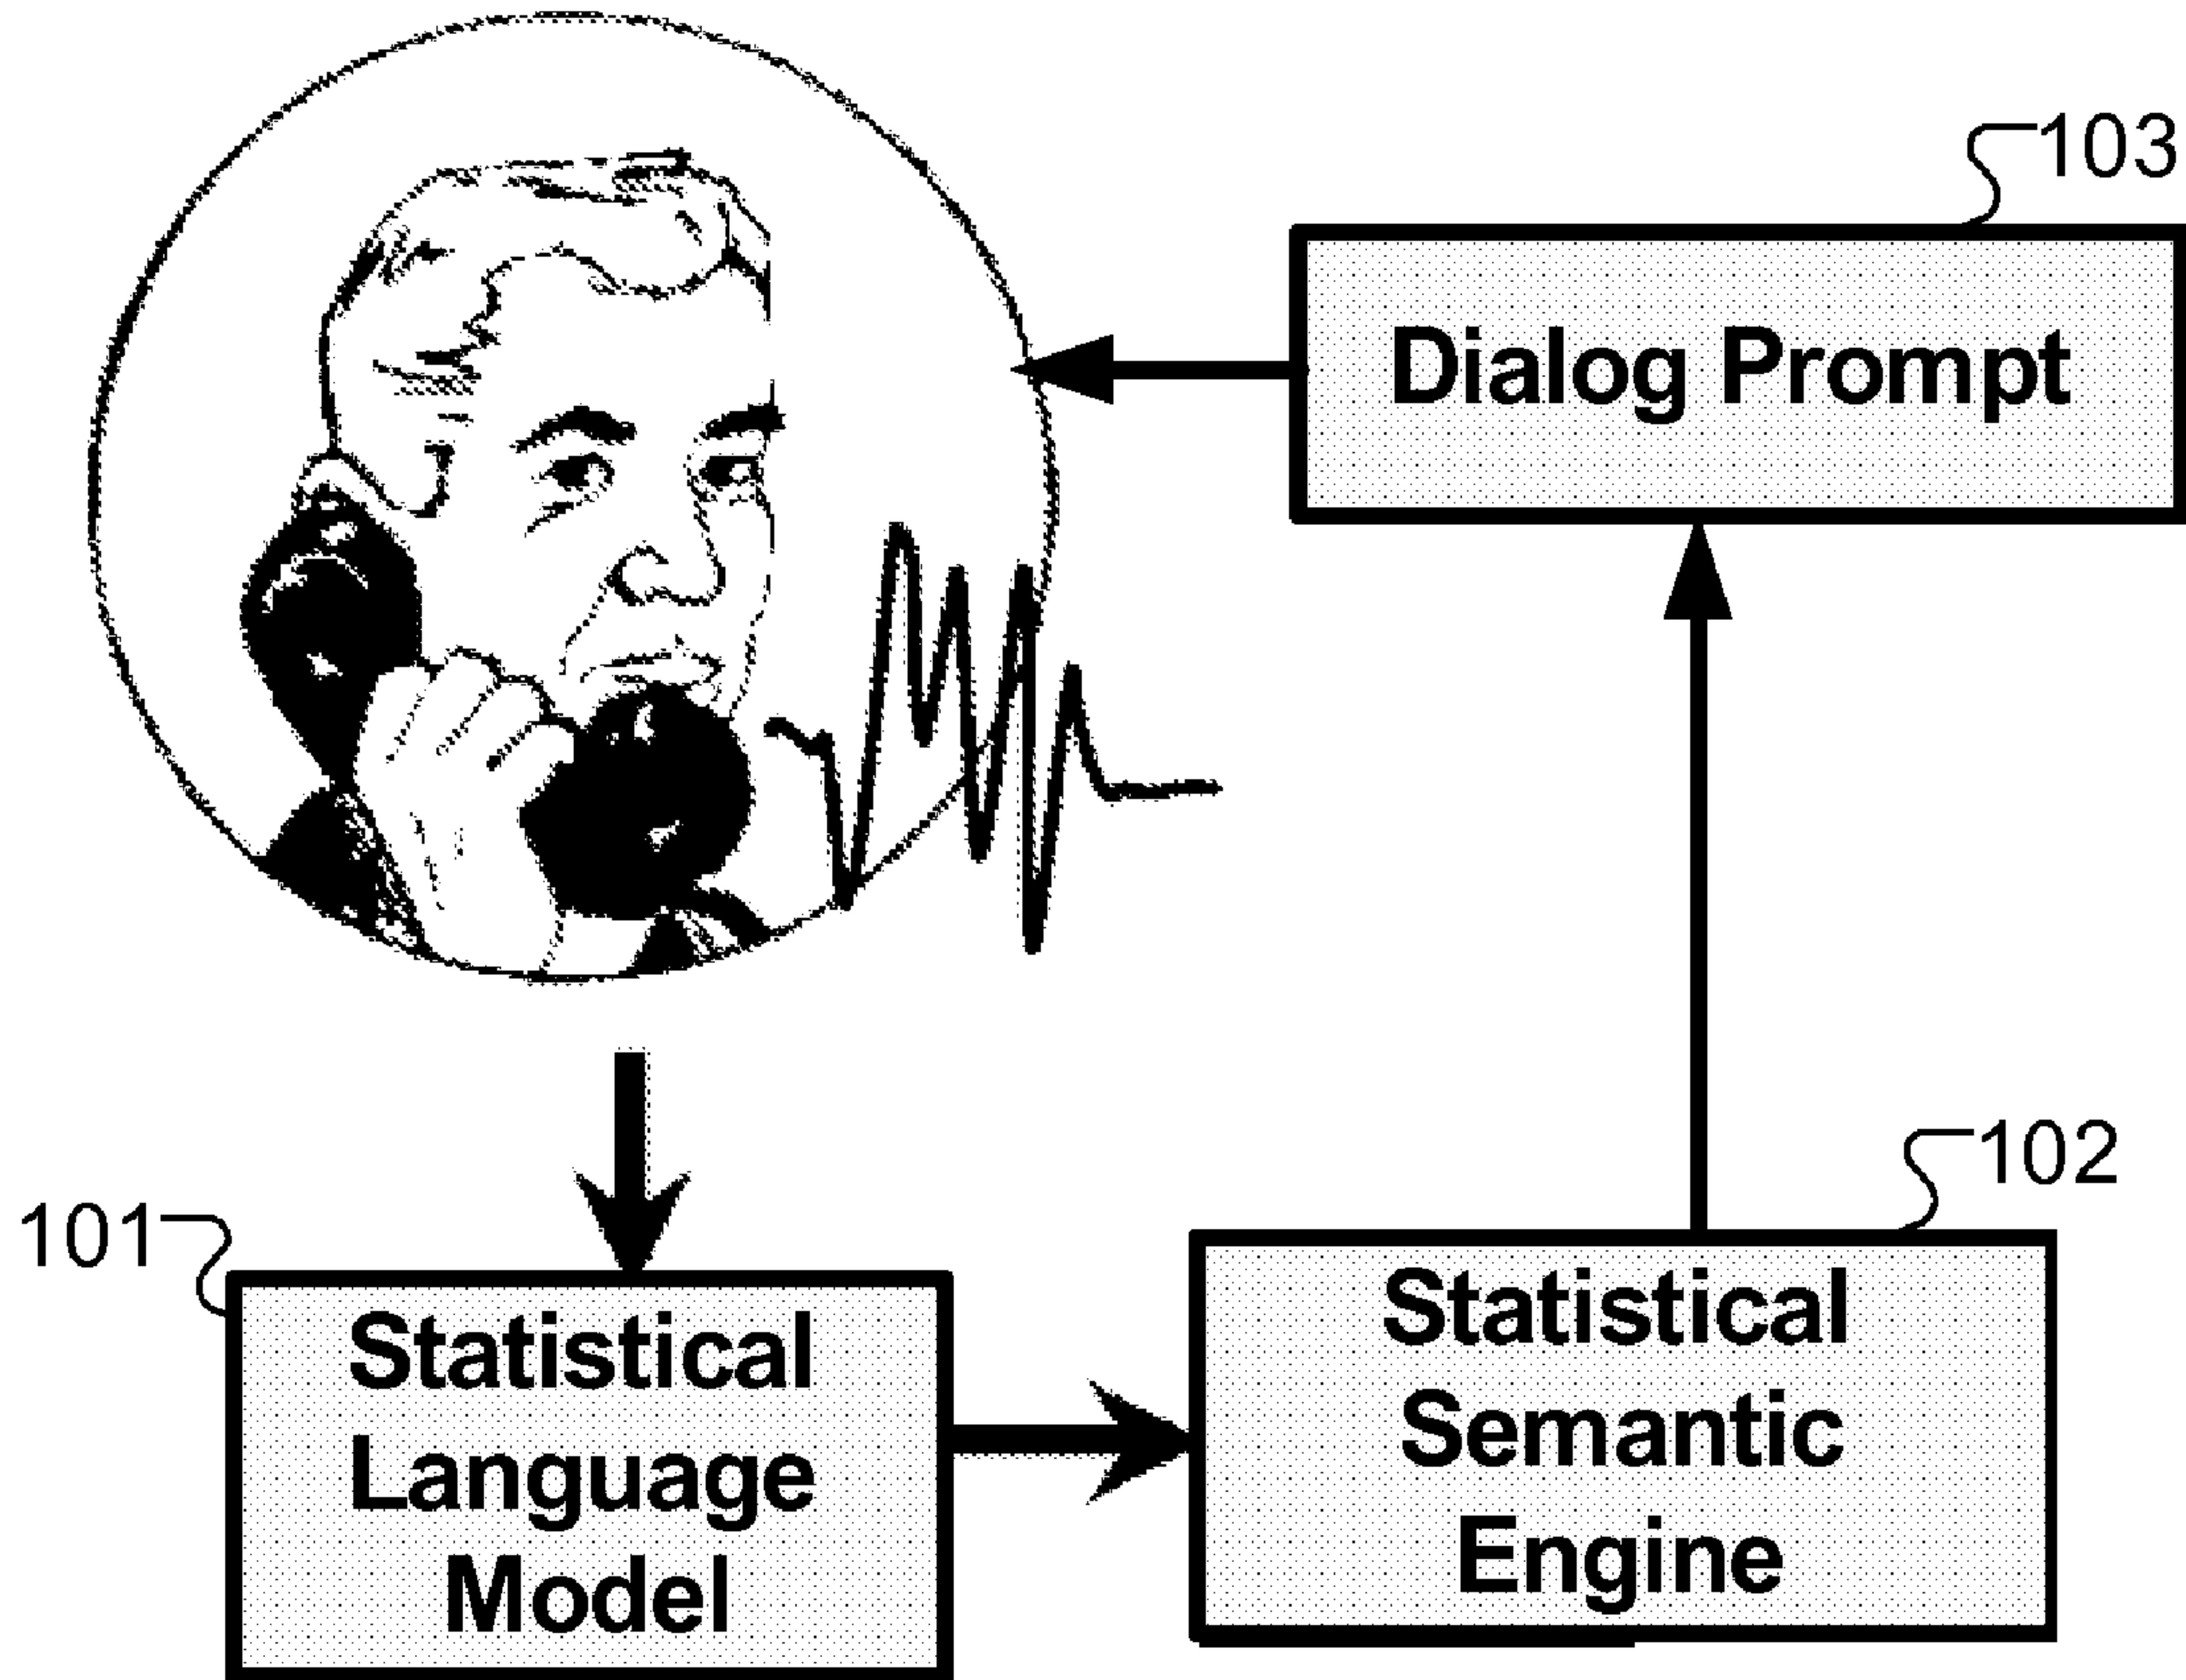 103
Dialog Prompt
102
101
Statistical
Language
Model
Statistical
Semantic
Engine